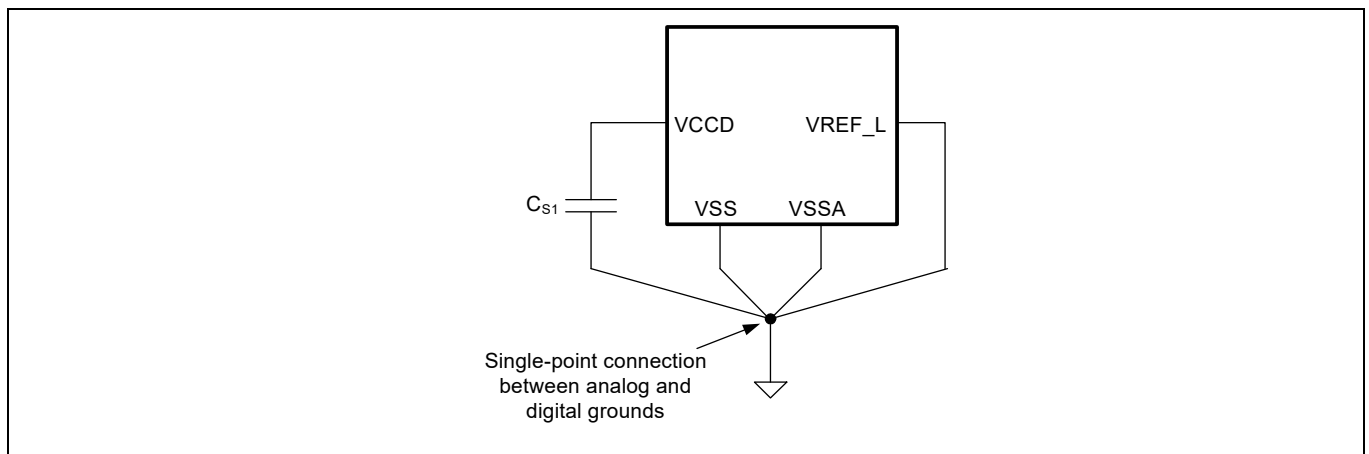 VCCD
VREF_L
CS1
VSS
VSSA
Single-point connection
between analog and
digital grounds